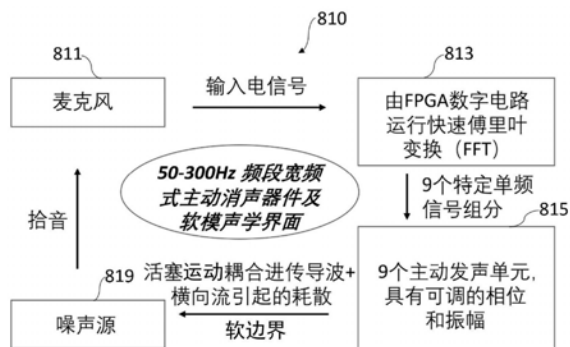 810
811
813
麦克风
输入电信号
由FPGA数字电路
运行快速傅里叶
变换（FFT）
50-300Hz 频段宽频
式主动消声器件及
软模声学界面
9个特定单频
信号组分
815
拾音
819
活塞运动耦合进传导波+
横向流引起的耗散
9个主动发声单元，
具有可调的相位
和振幅
噪声源
软边界